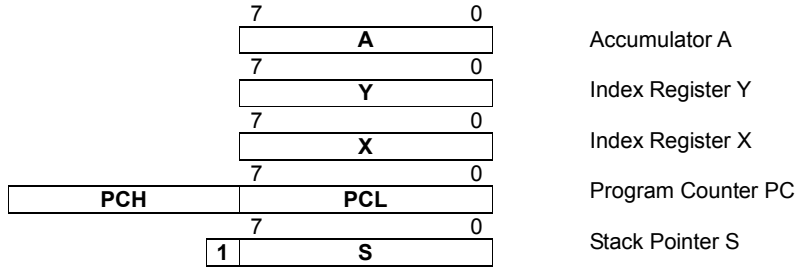 7 0
A Accumulator A
7 0
Y Index Register Y
7 0
X Index Register X
7 0
PCH PCL Program Counter PC
7 0
1 S Stack Pointer S